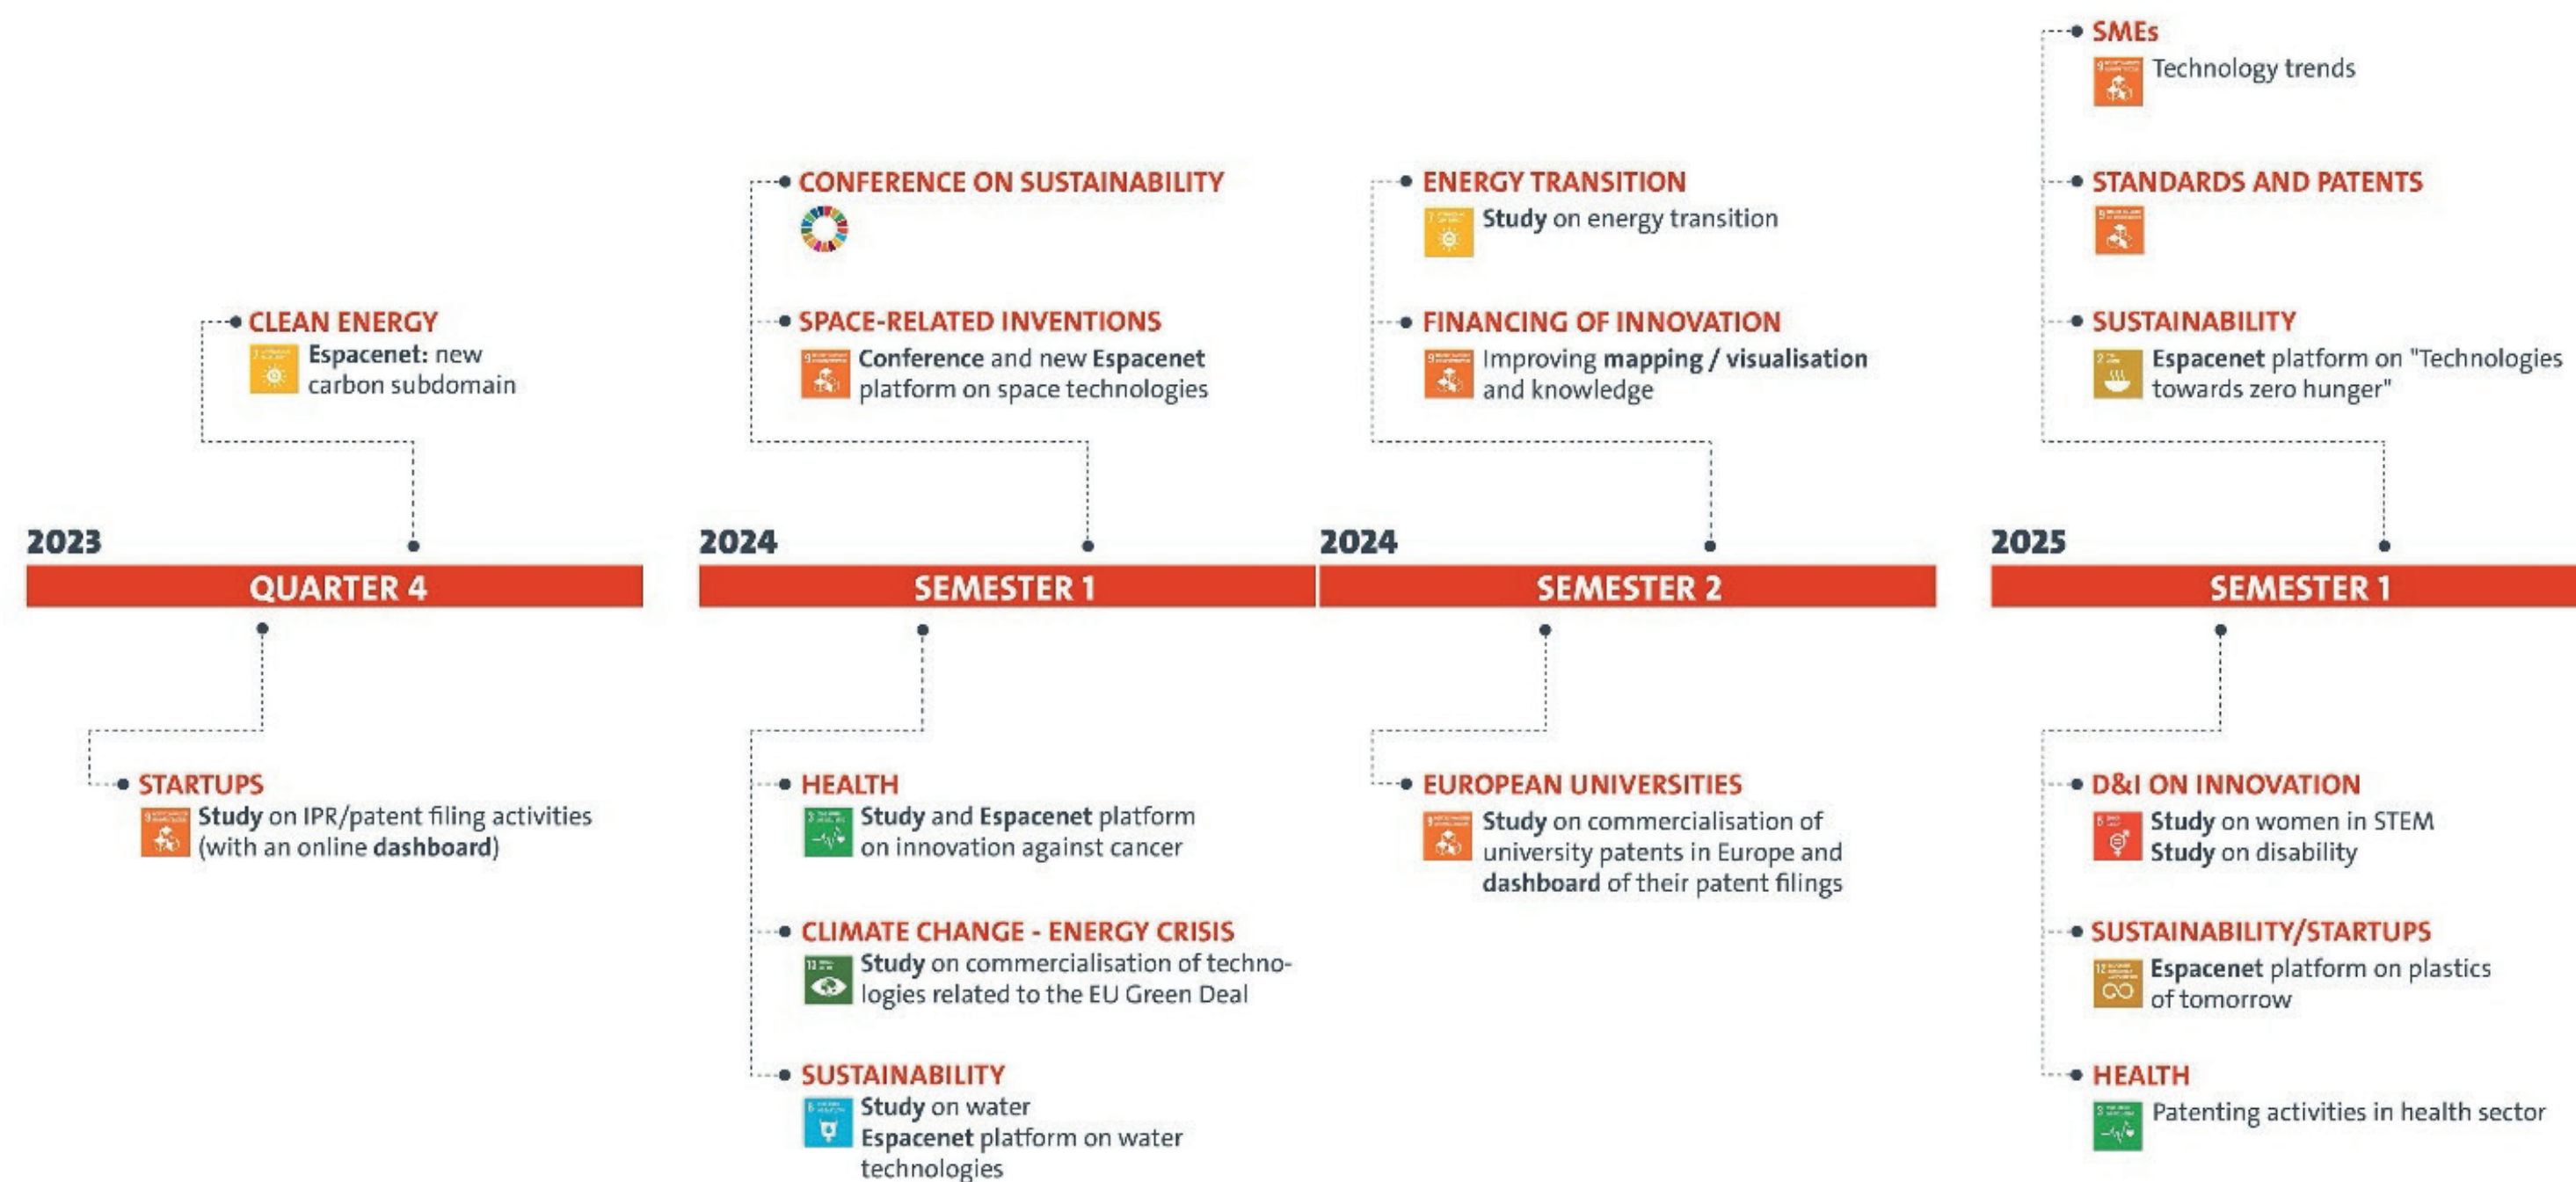 SMEs
Technology trends
CONFERENCE ON SUSTAINABILITY
ENERGY TRANSITION
Study on energy transition
STANDARDS AND PATENTS
CLEAN ENERGY
Espacenet: new
carbon subdomain
SPACE-RELATED INVENTIONS
Conference and new Espacenet
platform on space technologies
FINANCING OF INNOVATION
Improving mapping / visualisation
and knowledge
SUSTAINABILITY
Espacenet platform on "Technologies
towards zero hunger"
2023
QUARTER 4
2024
SEMESTER 1
2024
SEMESTER 2
2025
SEMESTER 1
STARTUPS
Study on IPR/patent filing activities
(with an online dashboard)
HEALTH
Study and Espacenet platform
on innovation against cancer
CLIMATE CHANGE - ENERGY CRISIS
Study on commercialisation of techno-
logies related to the EU Green Deal
SUSTAINABILITY
Study on water
Espacenet platform on water
technologies
EUROPEAN UNIVERSITIES
Study on commercialisation of
university patents in Europe and
dashboard of their patent filings
D&I ON INNOVATION
Study on women in STEM
Study on disability
SUSTAINABILITY/STARTUPS
Espacenet platform on plastics
of tomorrow
HEALTH
Patenting activities in health sector